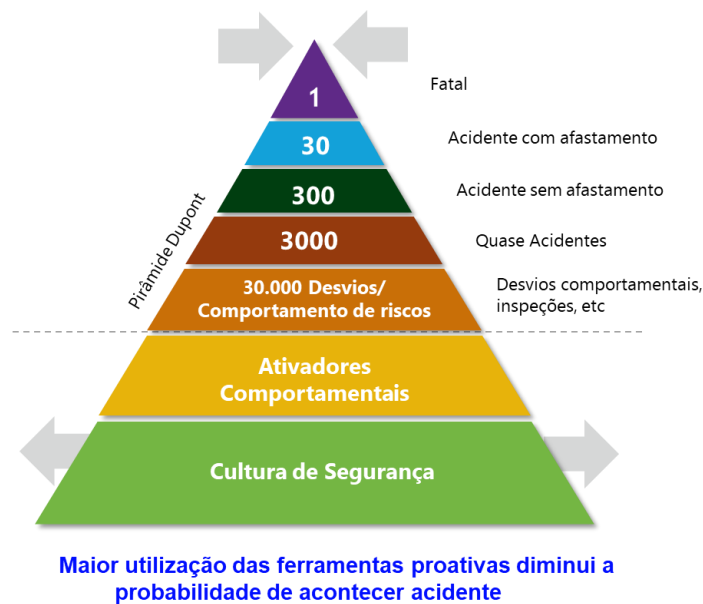 1
Fatal
30
Acidente com afastamento
300
Acidente sem afastamento
3000
Quase Acidentes
30.000 Desvios/
Comportamento de riscos
Desvios comportamentais,
inspeções, etc
Pirâmide Dupont
Ativadores
Comportamentais
Cultura de Segurança
Maior utilização das ferramentas proativas diminui a
probabilidade de acontecer acidente